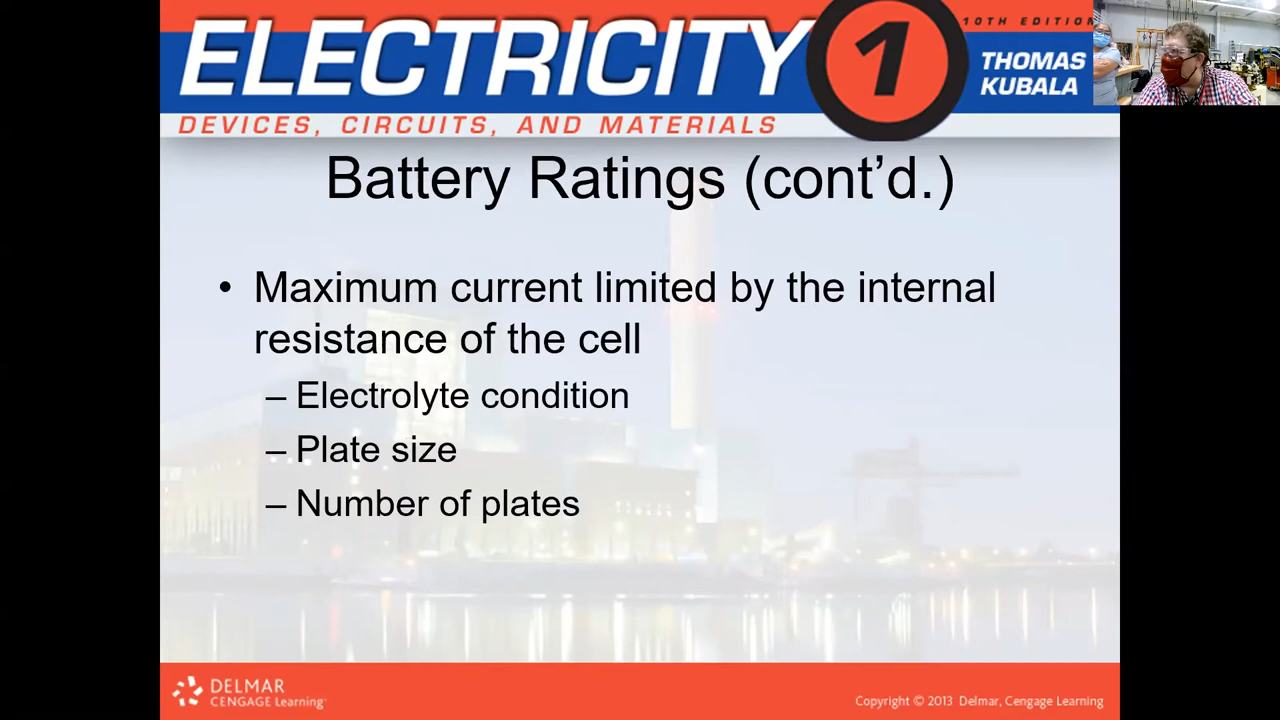 ELECTRICITY 1
10TH EDITION
THOMAS
KUBALA
DEVICES, CIRCUITS, AND MATERIALS
Battery Ratings (cont’d.)
• Maximum current limited by the internal
resistance of the cell
– Electrolyte condition
– Plate size
– Number of plates
DELMAR
CENGAGE Learning
Copyright © 2013 Delmar, Cengage Learning